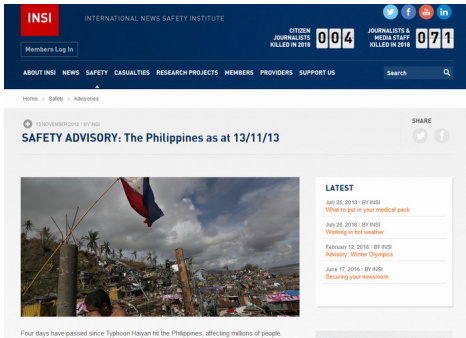 INSI
INTERNATIONAL NEWS SAFETY INSTITUTE
Members Log In
CITIZEN
JOURNALISTS
KILLED IN 2018
004
JOURNALISTS &
MEDIA STAFF
KILLED IN 2018
071
ABOUT INSI NEWS SAFETY CASUALTIES RESEARCH PROJECTS MEMBERS PROVIDERS SUPPORT US
Search
Home > Safety > Advisories
13 NOVEMBER 2013 / BY INSI
SAFETY ADVISORY: The Philippines as at 13/11/13
SHARE
LATEST
July 25, 2018 / BY INSI
What to put in your medical pack
July 25, 2018 / BY INSI
Working in hot weather
February 12, 2018 / BY INSI
Advisory: Winter Olympics
June 17, 2016 / BY INSI
Securing your newsroom
Four days have passed since Typhoon Haiyan hit the Philippines, affecting millions of people.